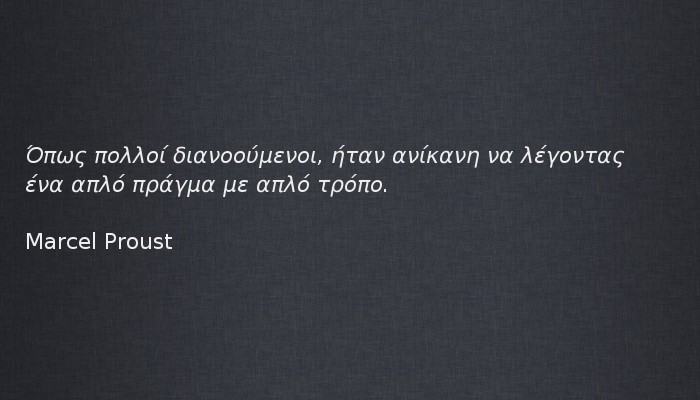 Όπως πολλοί διανοούμενοι, ήταν ανίκανη να λέγοντας
ένα απλό πράγμα με απλό τρόπο.
Marcel Proust